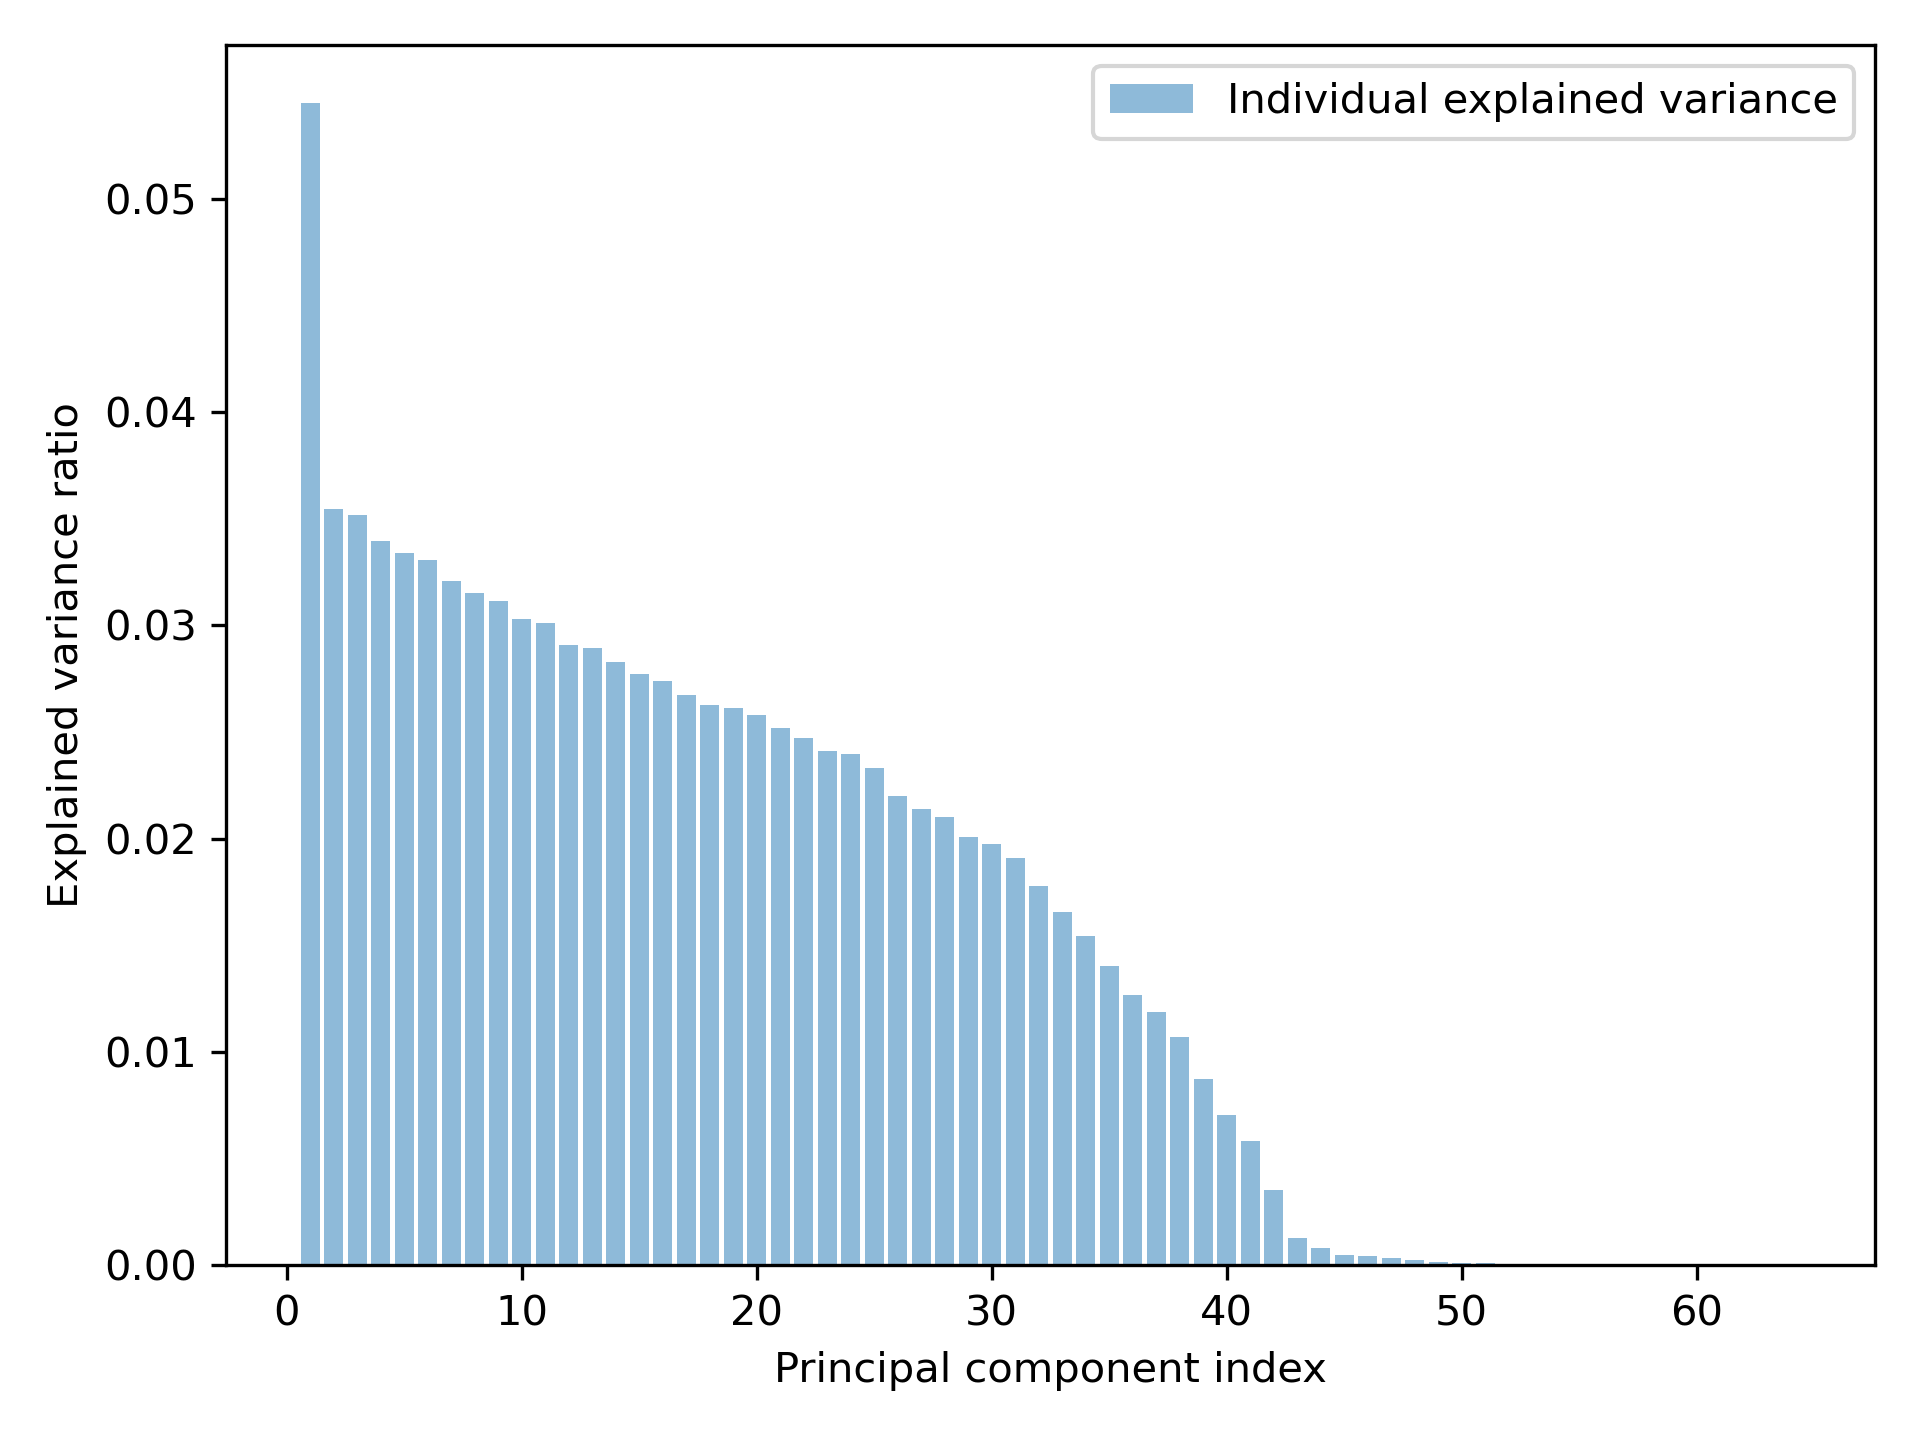 Individual explained variance
Explained variance ratio
0.05
0.04
0.03
0.02
0.01
0.00
0 10 20 30 40 50 60
Principal component index